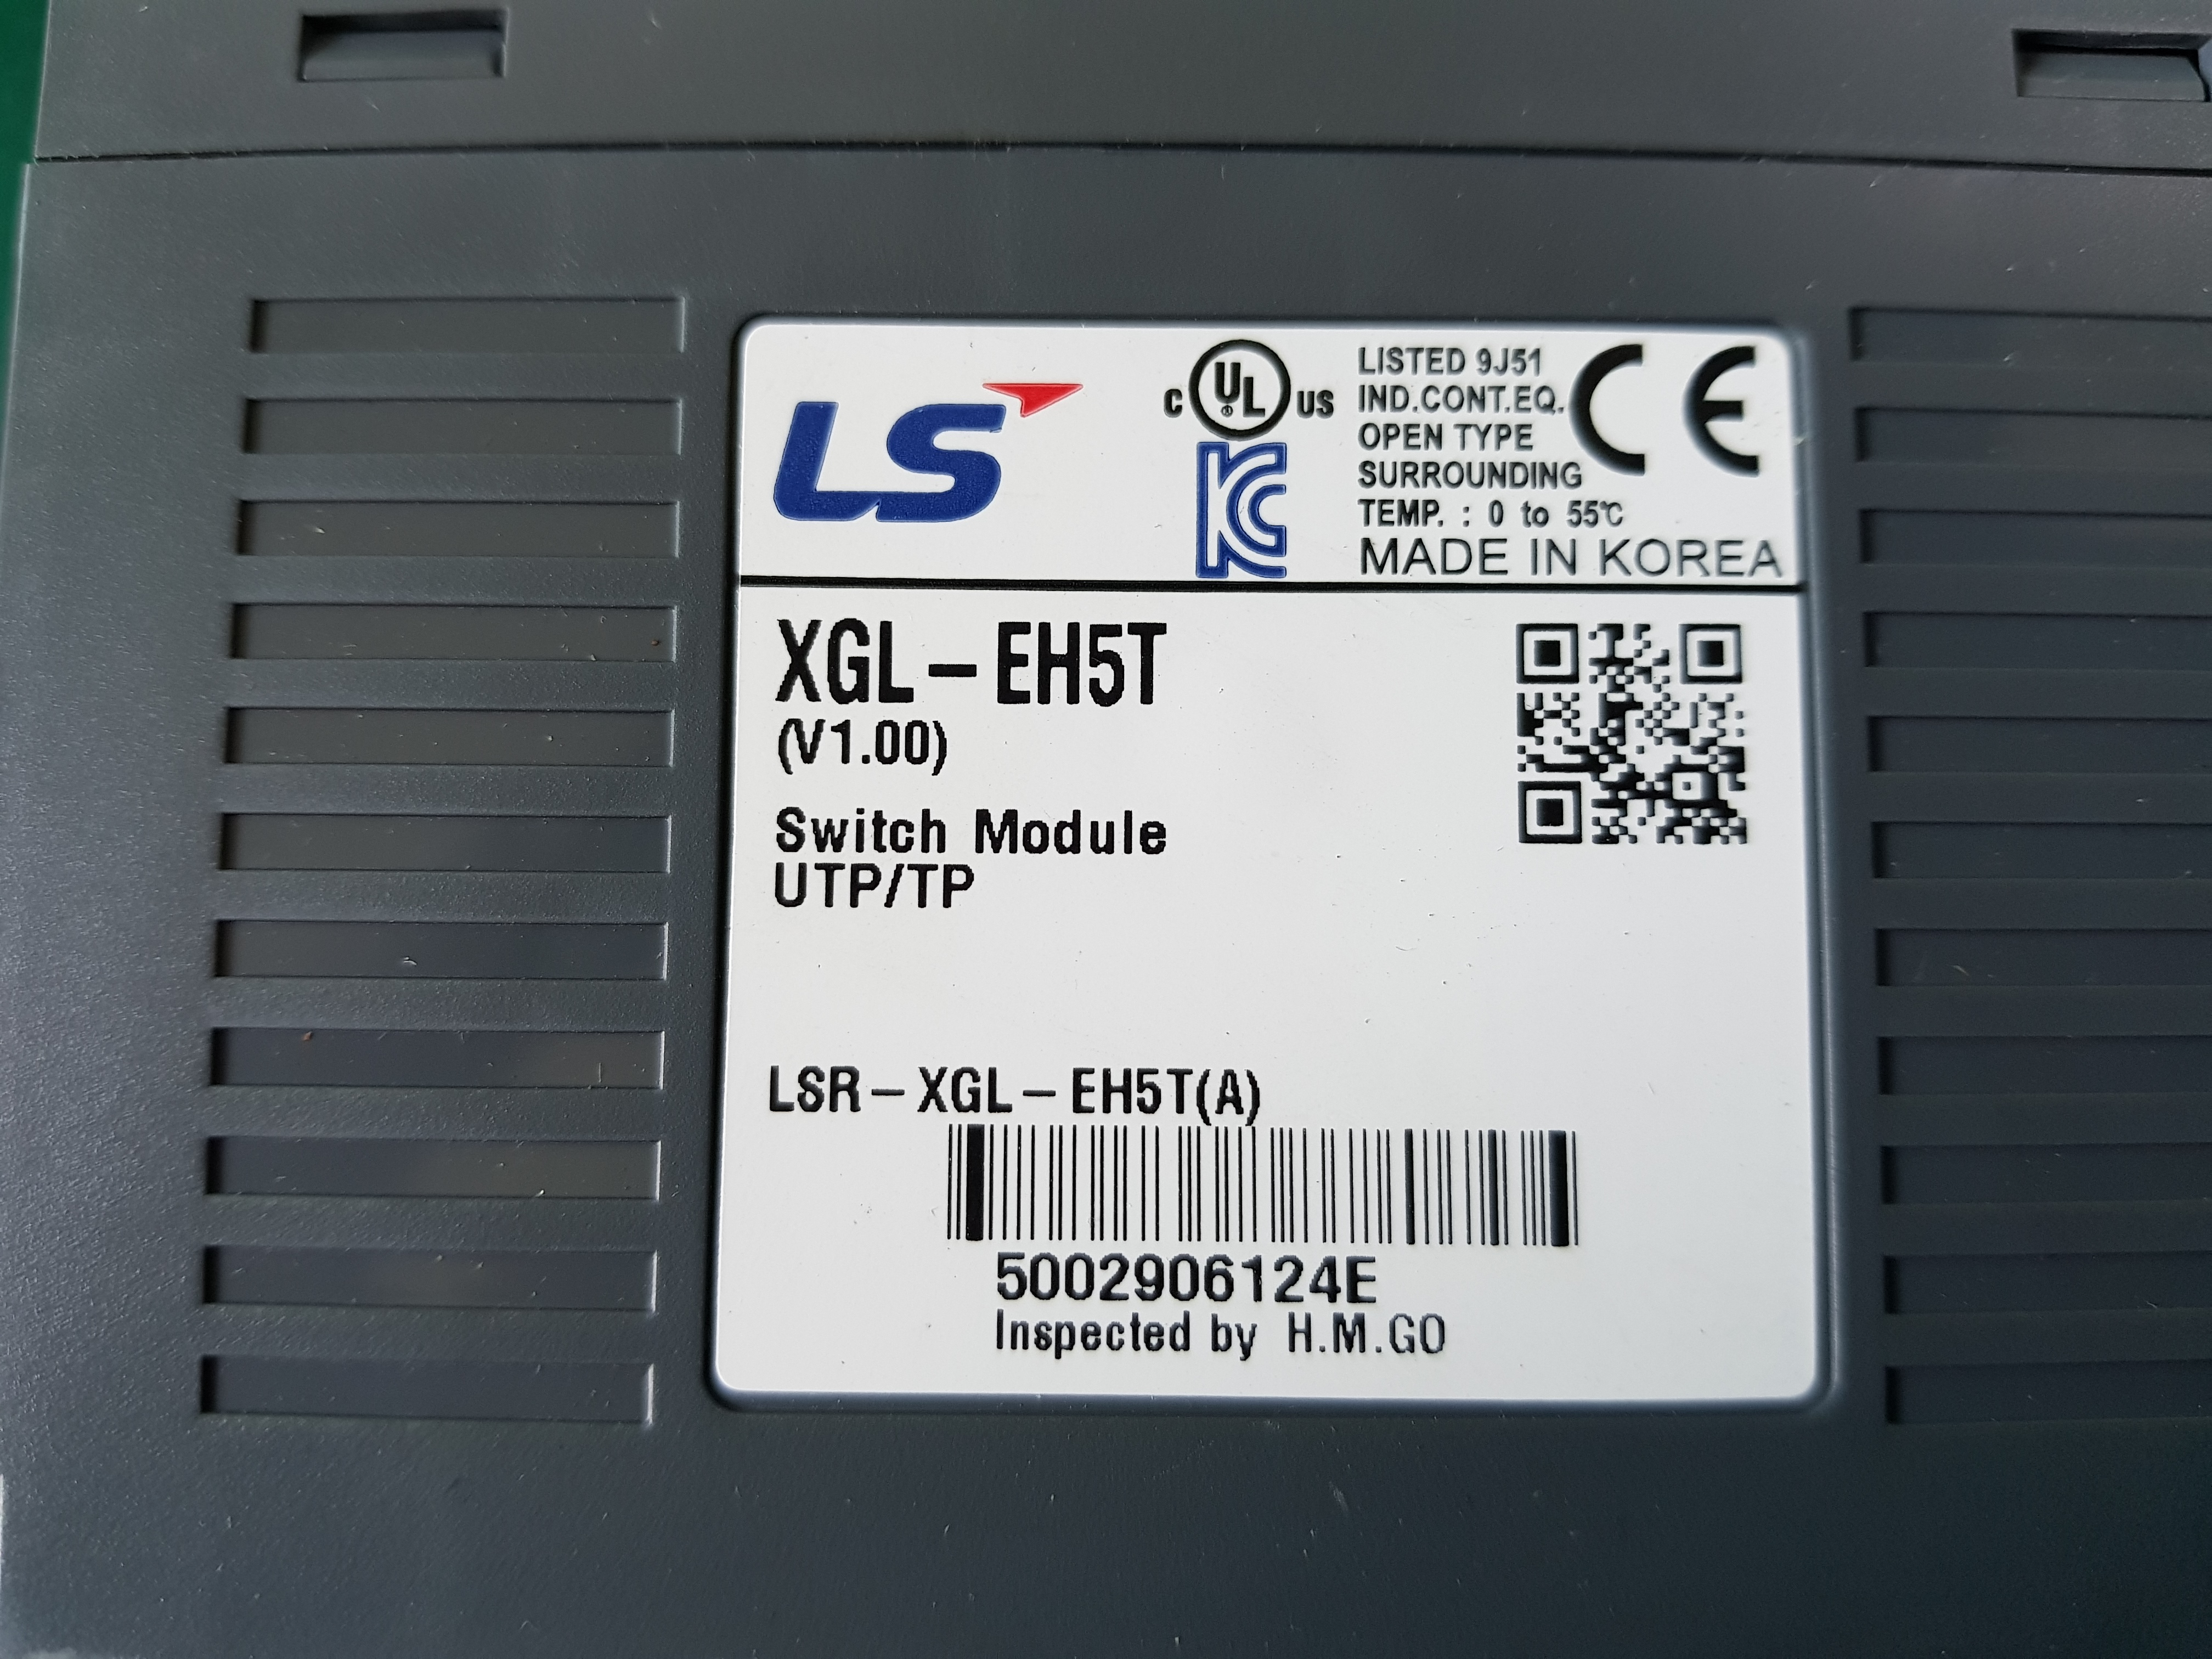 LS
C UL US
LISTED 9J51
IND.CONT.EQ.
OPEN TYPE
SURROUNDING
TEMP. : 0 to 55℃
MADE IN KOREA
CE
KC
XGL-EH5T
(V1.00)
Switch Module
UTP/TP
LSR-XGL-EH5T(A)
5002906124E
Inspected by H.M.GO